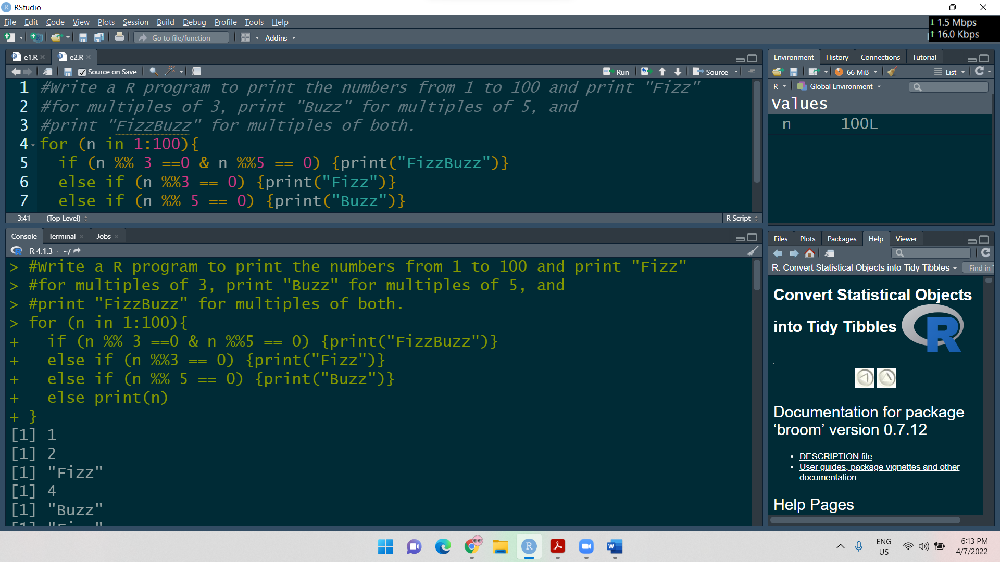 RStudio
File Edit Code View Plots Session Build Debug Profile Tools Help
1.5 Mbps
16.0 Kbps
Go to file/function Addins
e1.R e2.R
Source on Save Run Source
1 #Write a R program to print the numbers from 1 to 100 and print "Fizz"
2 #for multiples of 3, print "Buzz" for multiples of 5, and
3 #print "FizzBuzz" for multiples of both.
4 for (n in 1:100){
5 if (n %% 3 ==0 & n %%5 == 0) {print("FizzBuzz")}
6 else if (n %%3 == 0) {print("Fizz")}
7 else if (n %% 5 == 0) {print("Buzz")}
3:41 (Top Level) R Script
Console Terminal Jobs
R 4.1.3 · ~/
> #Write a R program to print the numbers from 1 to 100 and print "Fizz"
> #for multiples of 3, print "Buzz" for multiples of 5, and
> #print "FizzBuzz" for multiples of both.
> for (n in 1:100){
+ if (n %% 3 ==0 & n %%5 == 0) {print("FizzBuzz")}
+ else if (n %%3 == 0) {print("Fizz")}
+ else if (n %% 5 == 0) {print("Buzz")}
+ else print(n)
+ }
[1] 1
[1] 2
[1] "Fizz"
[1] 4
[1] "Buzz"
Environment History Connections Tutorial
66 MiB List
R Global Environment
Values
n 100L
Files Plots Packages Help Viewer
R: Convert Statistical Objects into Tidy Tibbles Find in
Convert Statistical Objects
into Tidy Tibbles
Documentation for package
‘broom’ version 0.7.12
• DESCRIPTION file.
• User guides, package vignettes and other
documentation.
Help Pages
ENG
US
6:13 PM
4/7/2022